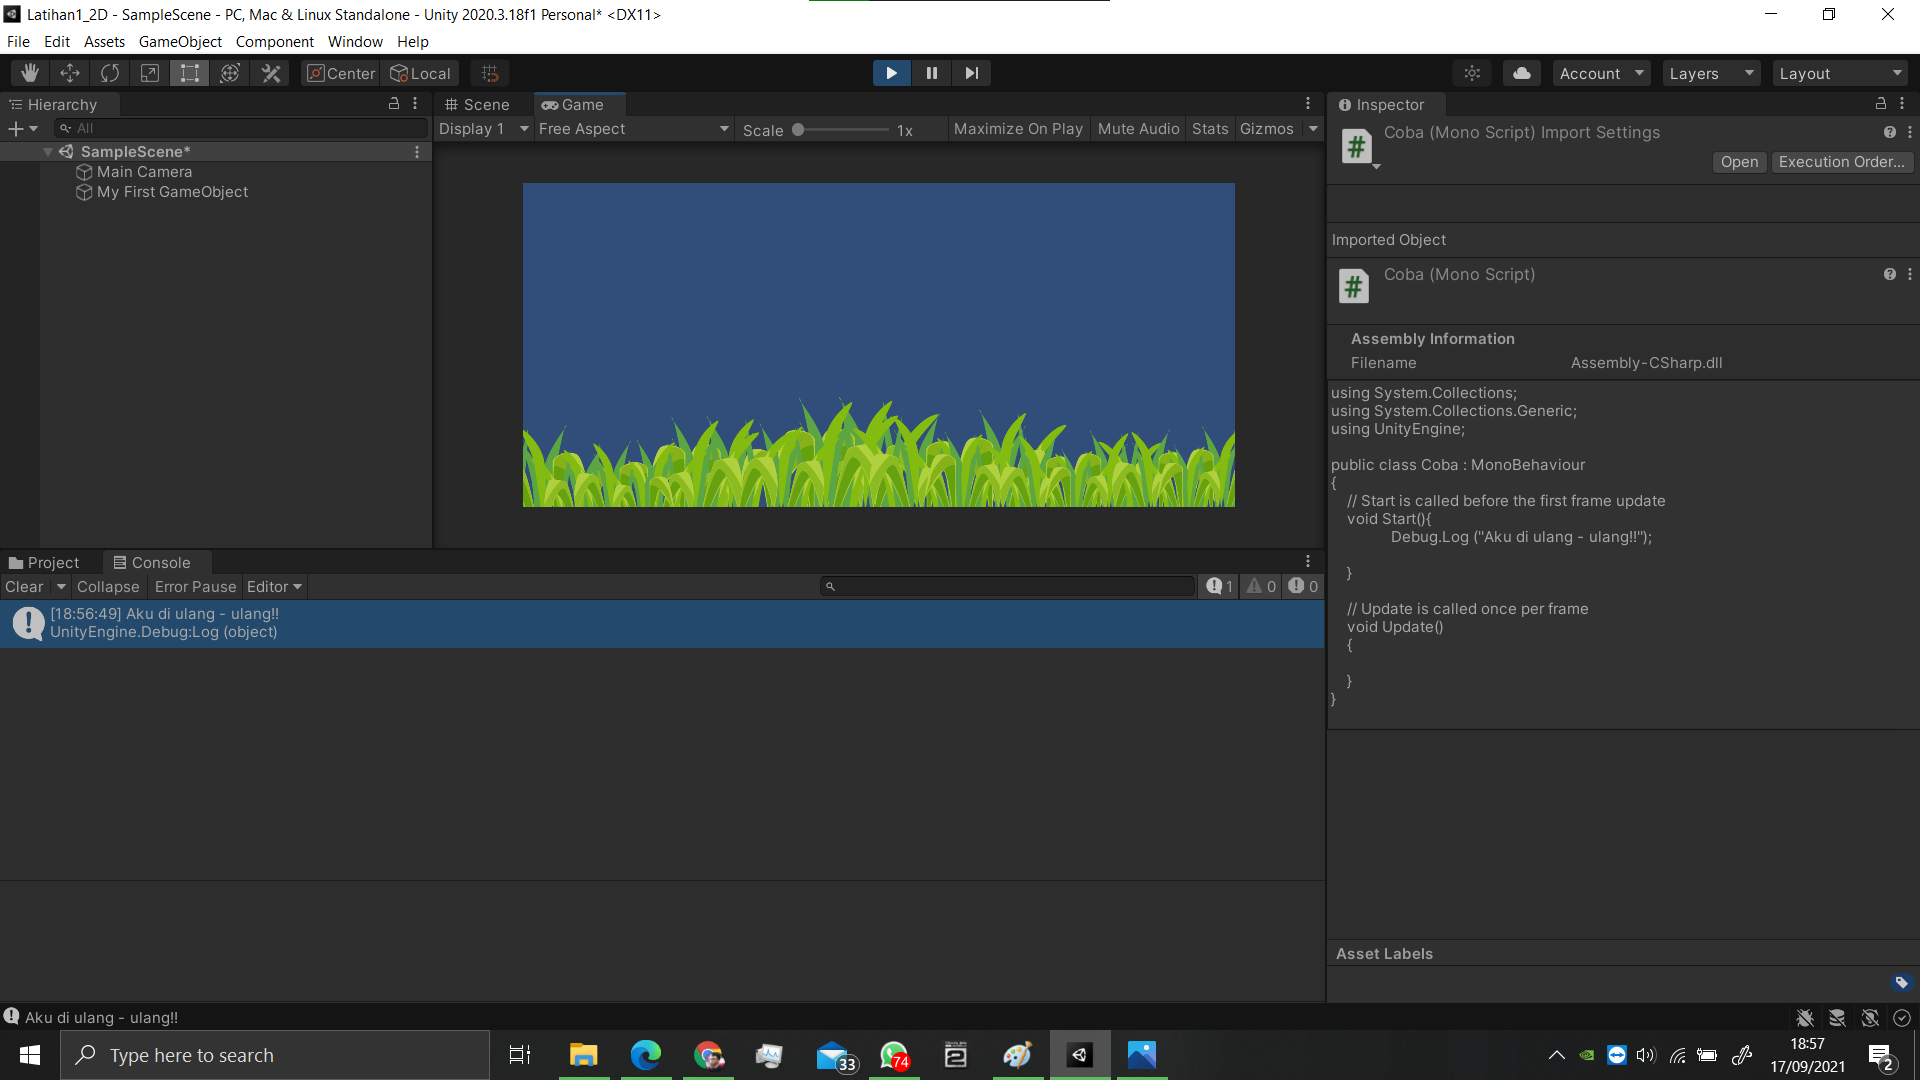 Latihan1_2D - SampleScene - PC, Mac & Linux Standalone - Unity 2020.3.18f1 Personal* <DX11>
File Edit Assets GameObject Component Window Help
Center Local Account Layers Layout
Hierarchy
All
SampleScene*
Main Camera
My First GameObject
Scene Game
Display 1 Free Aspect Scale 1x Maximize On Play Mute Audio Stats Gizmos
Inspector
Coba (Mono Script) Import Settings
Open Execution Order...
Imported Object
Coba (Mono Script)
Assembly Information
Filename Assembly-CSharp.dll
using System.Collections;
using System.Collections.Generic;
using UnityEngine;
public class Coba : MonoBehaviour
{
// Start is called before the first frame update
void Start(){
Debug.Log ("Aku di ulang - ulang!!");
}
// Update is called once per frame
void Update()
{
}
}
Asset Labels
Project Console
Clear Collapse Error Pause Editor 1 0 0
[18:56:49] Aku di ulang - ulang!!
UnityEngine.Debug:Log (object)
Aku di ulang - ulang!!
Type here to search
33
74
2
18:57
17/09/2021
2